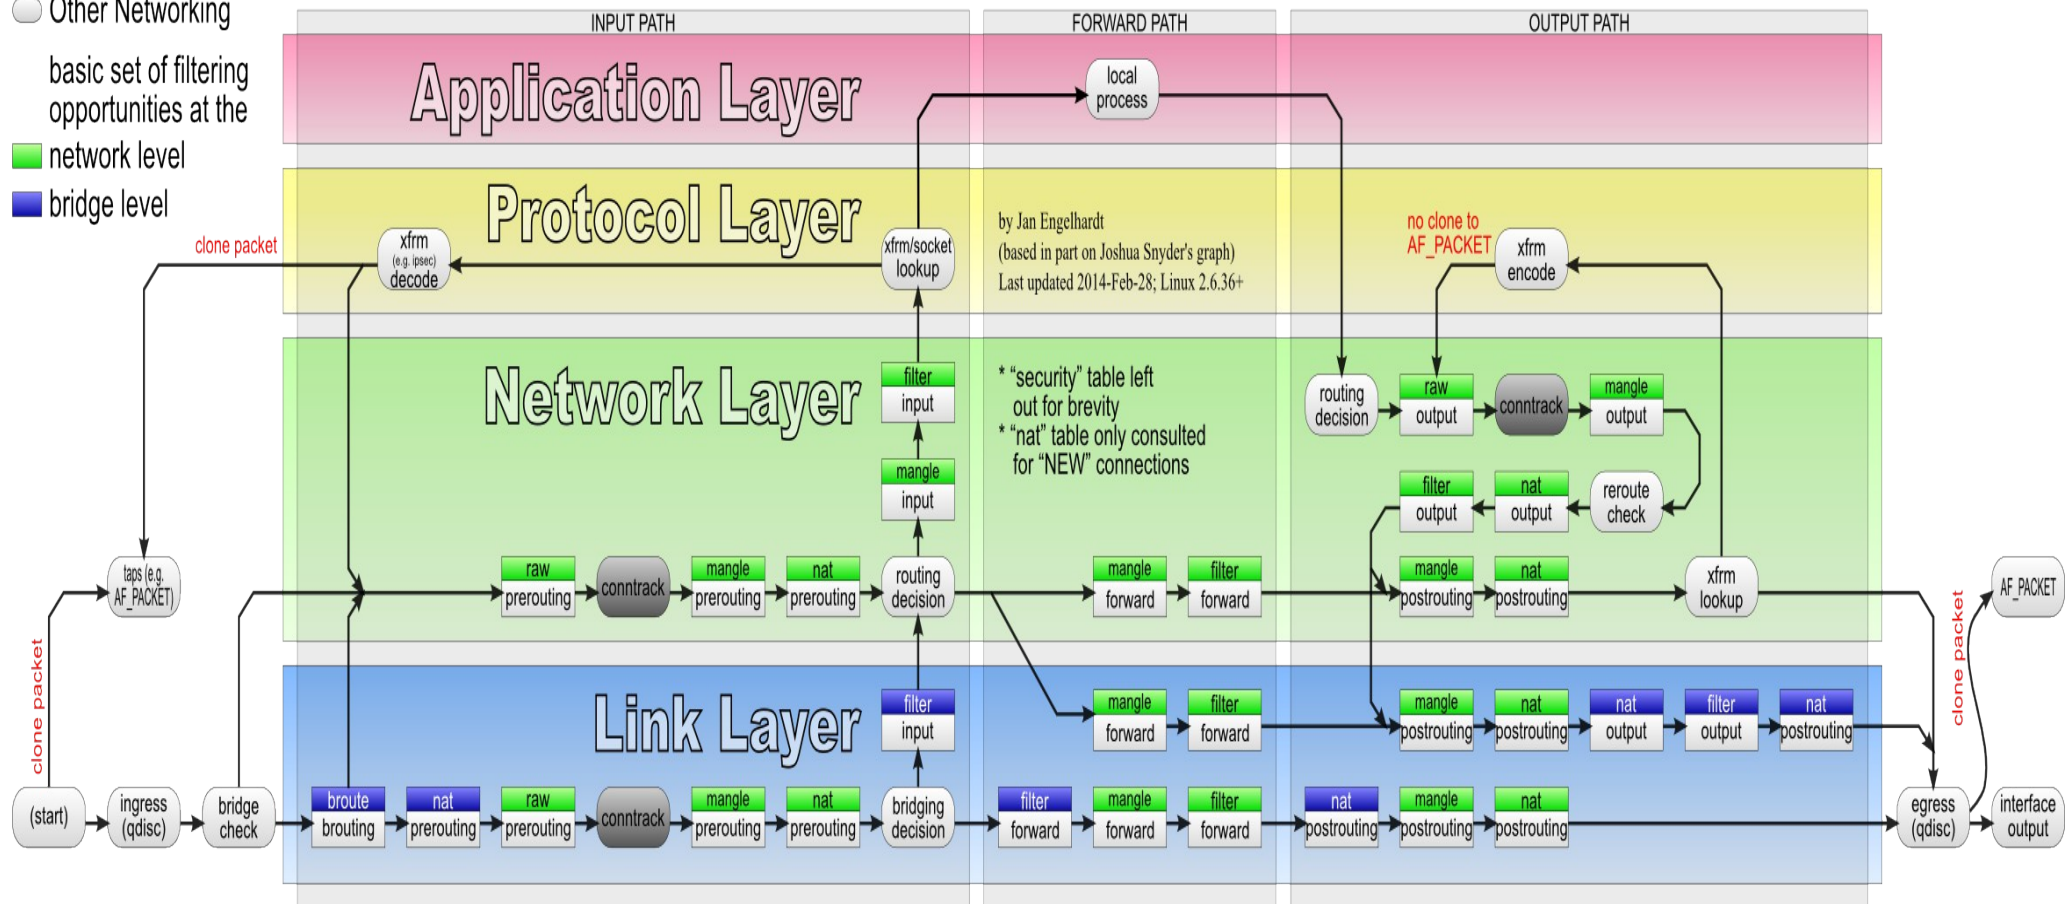 Other Networking
basic set of filtering
opportunities at the
network level
bridge level
INPUT PATH
FORWARD PATH
OUTPUT PATH
Application Layer
local
process
Protocol Layer
clone packet
xfrm
(e.g. ipsec)
decode
xfrm/socket
lookup
by Jan Engelhardt
(based in part on Joshua Snyder's graph)
Last updated 2014-Feb-28; Linux 2.6.36+
no clone to
AF_PACKET
xfrm
encode
Network Layer
filter
input
mangle
input
* “security” table left
out for brevity
* “nat” table only consulted
for “NEW” connections
routing
decision
raw
output
conntrack
mangle
output
filter
output
nat
output
reroute
check
taps (e.g.
AF_PACKET)
raw
prerouting
conntrack
mangle
prerouting
nat
prerouting
routing
decision
mangle
forward
filter
forward
mangle
postrouting
nat
postrouting
xfrm
lookup
AF_PACKET
clone packet
clone packet
Link Layer
filter
input
mangle
forward
filter
forward
mangle
postrouting
nat
postrouting
nat
output
filter
output
nat
postrouting
(start)
ingress
(qdisc)
bridge
check
broute
brouting
nat
prerouting
raw
prerouting
conntrack
mangle
prerouting
nat
prerouting
bridging
decision
filter
forward
mangle
forward
filter
forward
nat
postrouting
mangle
postrouting
nat
postrouting
egress
(qdisc)
interface
output